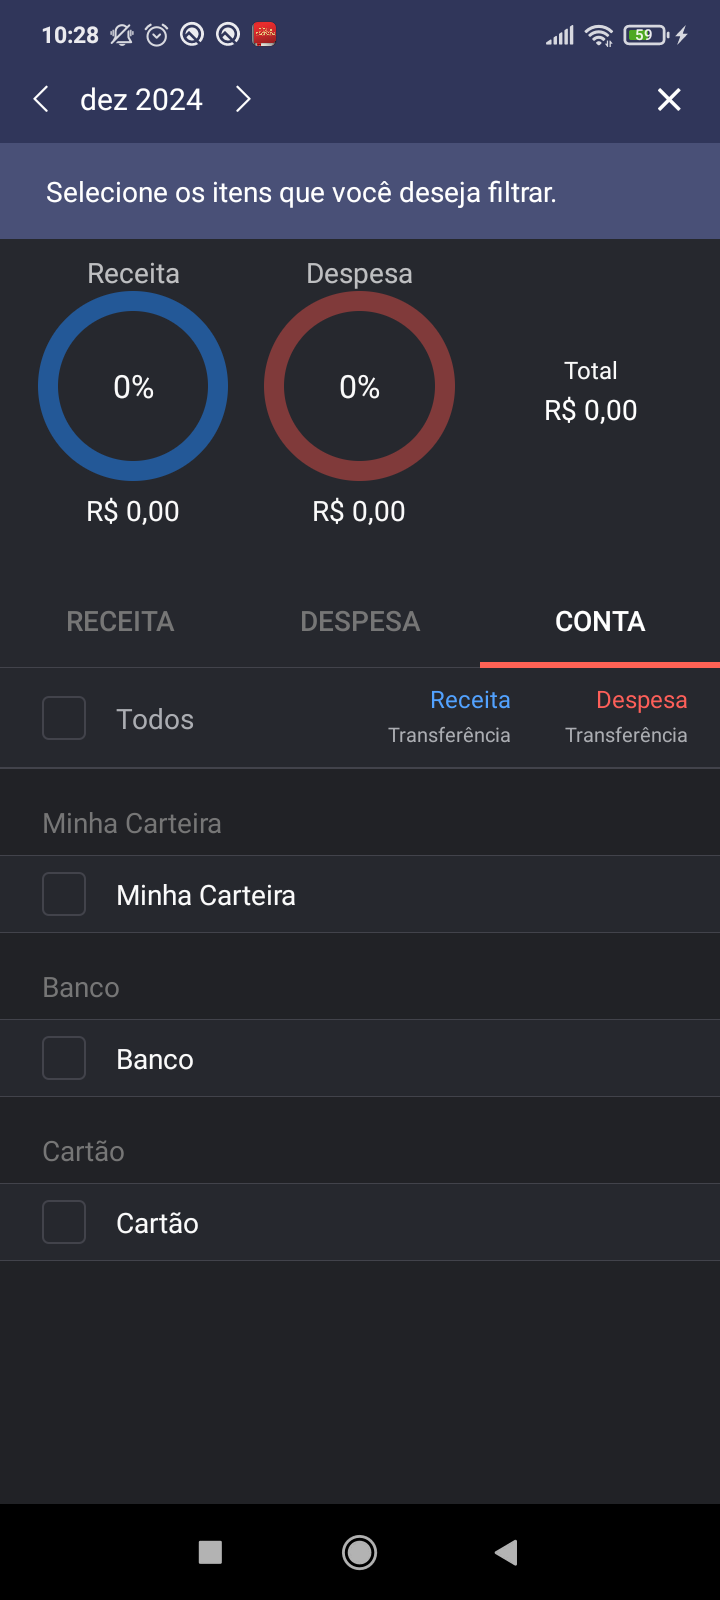 10:28
59
dez 2024
Selecione os itens que você deseja filtrar.
Receita
Despesa
0%
0%
Total
R$ 0,00
R$ 0,00
R$ 0,00
RECEITA
DESPESA
CONTA
Todos
Receita
Despesa
Transferência
Transferência
Minha Carteira
Minha Carteira
Banco
Banco
Cartão
Cartão